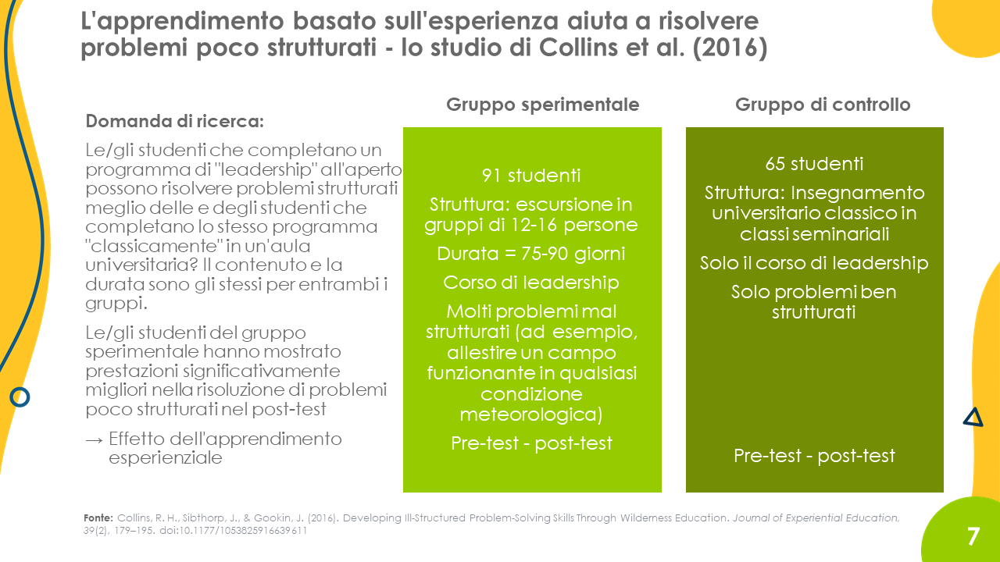 L'apprendimento basato sull'esperienza aiuta a risolvere
problemi poco strutturati - lo studio di Collins et al. (2016)
Domanda di ricerca:
Le/gli studenti che completano un
programma di "leadership" all'aperto
possono risolvere problemi strutturati
meglio delle e degli studenti che
completano lo stesso programma
"classicamente" in un'aula
universitaria? Il contenuto e la
durata sono gli stessi per entrambi i
gruppi.
Le/gli studenti del gruppo
sperimentale hanno mostrato
prestazioni significativamente
migliori nella risoluzione di problemi
poco strutturati nel post-test
→ Effetto dell'apprendimento
esperienziale
Gruppo sperimentale
91 studenti
Struttura: escursione in
gruppi di 12-16 persone
Durata = 75-90 giorni
Corso di leadership
Molti problemi mal
strutturati (ad esempio,
allestire un campo
funzionante in qualsiasi
condizione
meteorologica)
Pre-test - post-test
Gruppo di controllo
65 studenti
Struttura: Insegnamento
universitario classico in
classi seminariali
Solo il corso di leadership
Solo problemi ben
strutturati
Pre-test - post-test
Fonte: Collins, R. H., Sibthorp, J., & Gookin, J. (2016). Developing Ill-Structured Problem-Solving Skills Through Wilderness Education. Journal of Experiential Education,
39(2), 179–195. doi:10.1177/1053825916639611
7